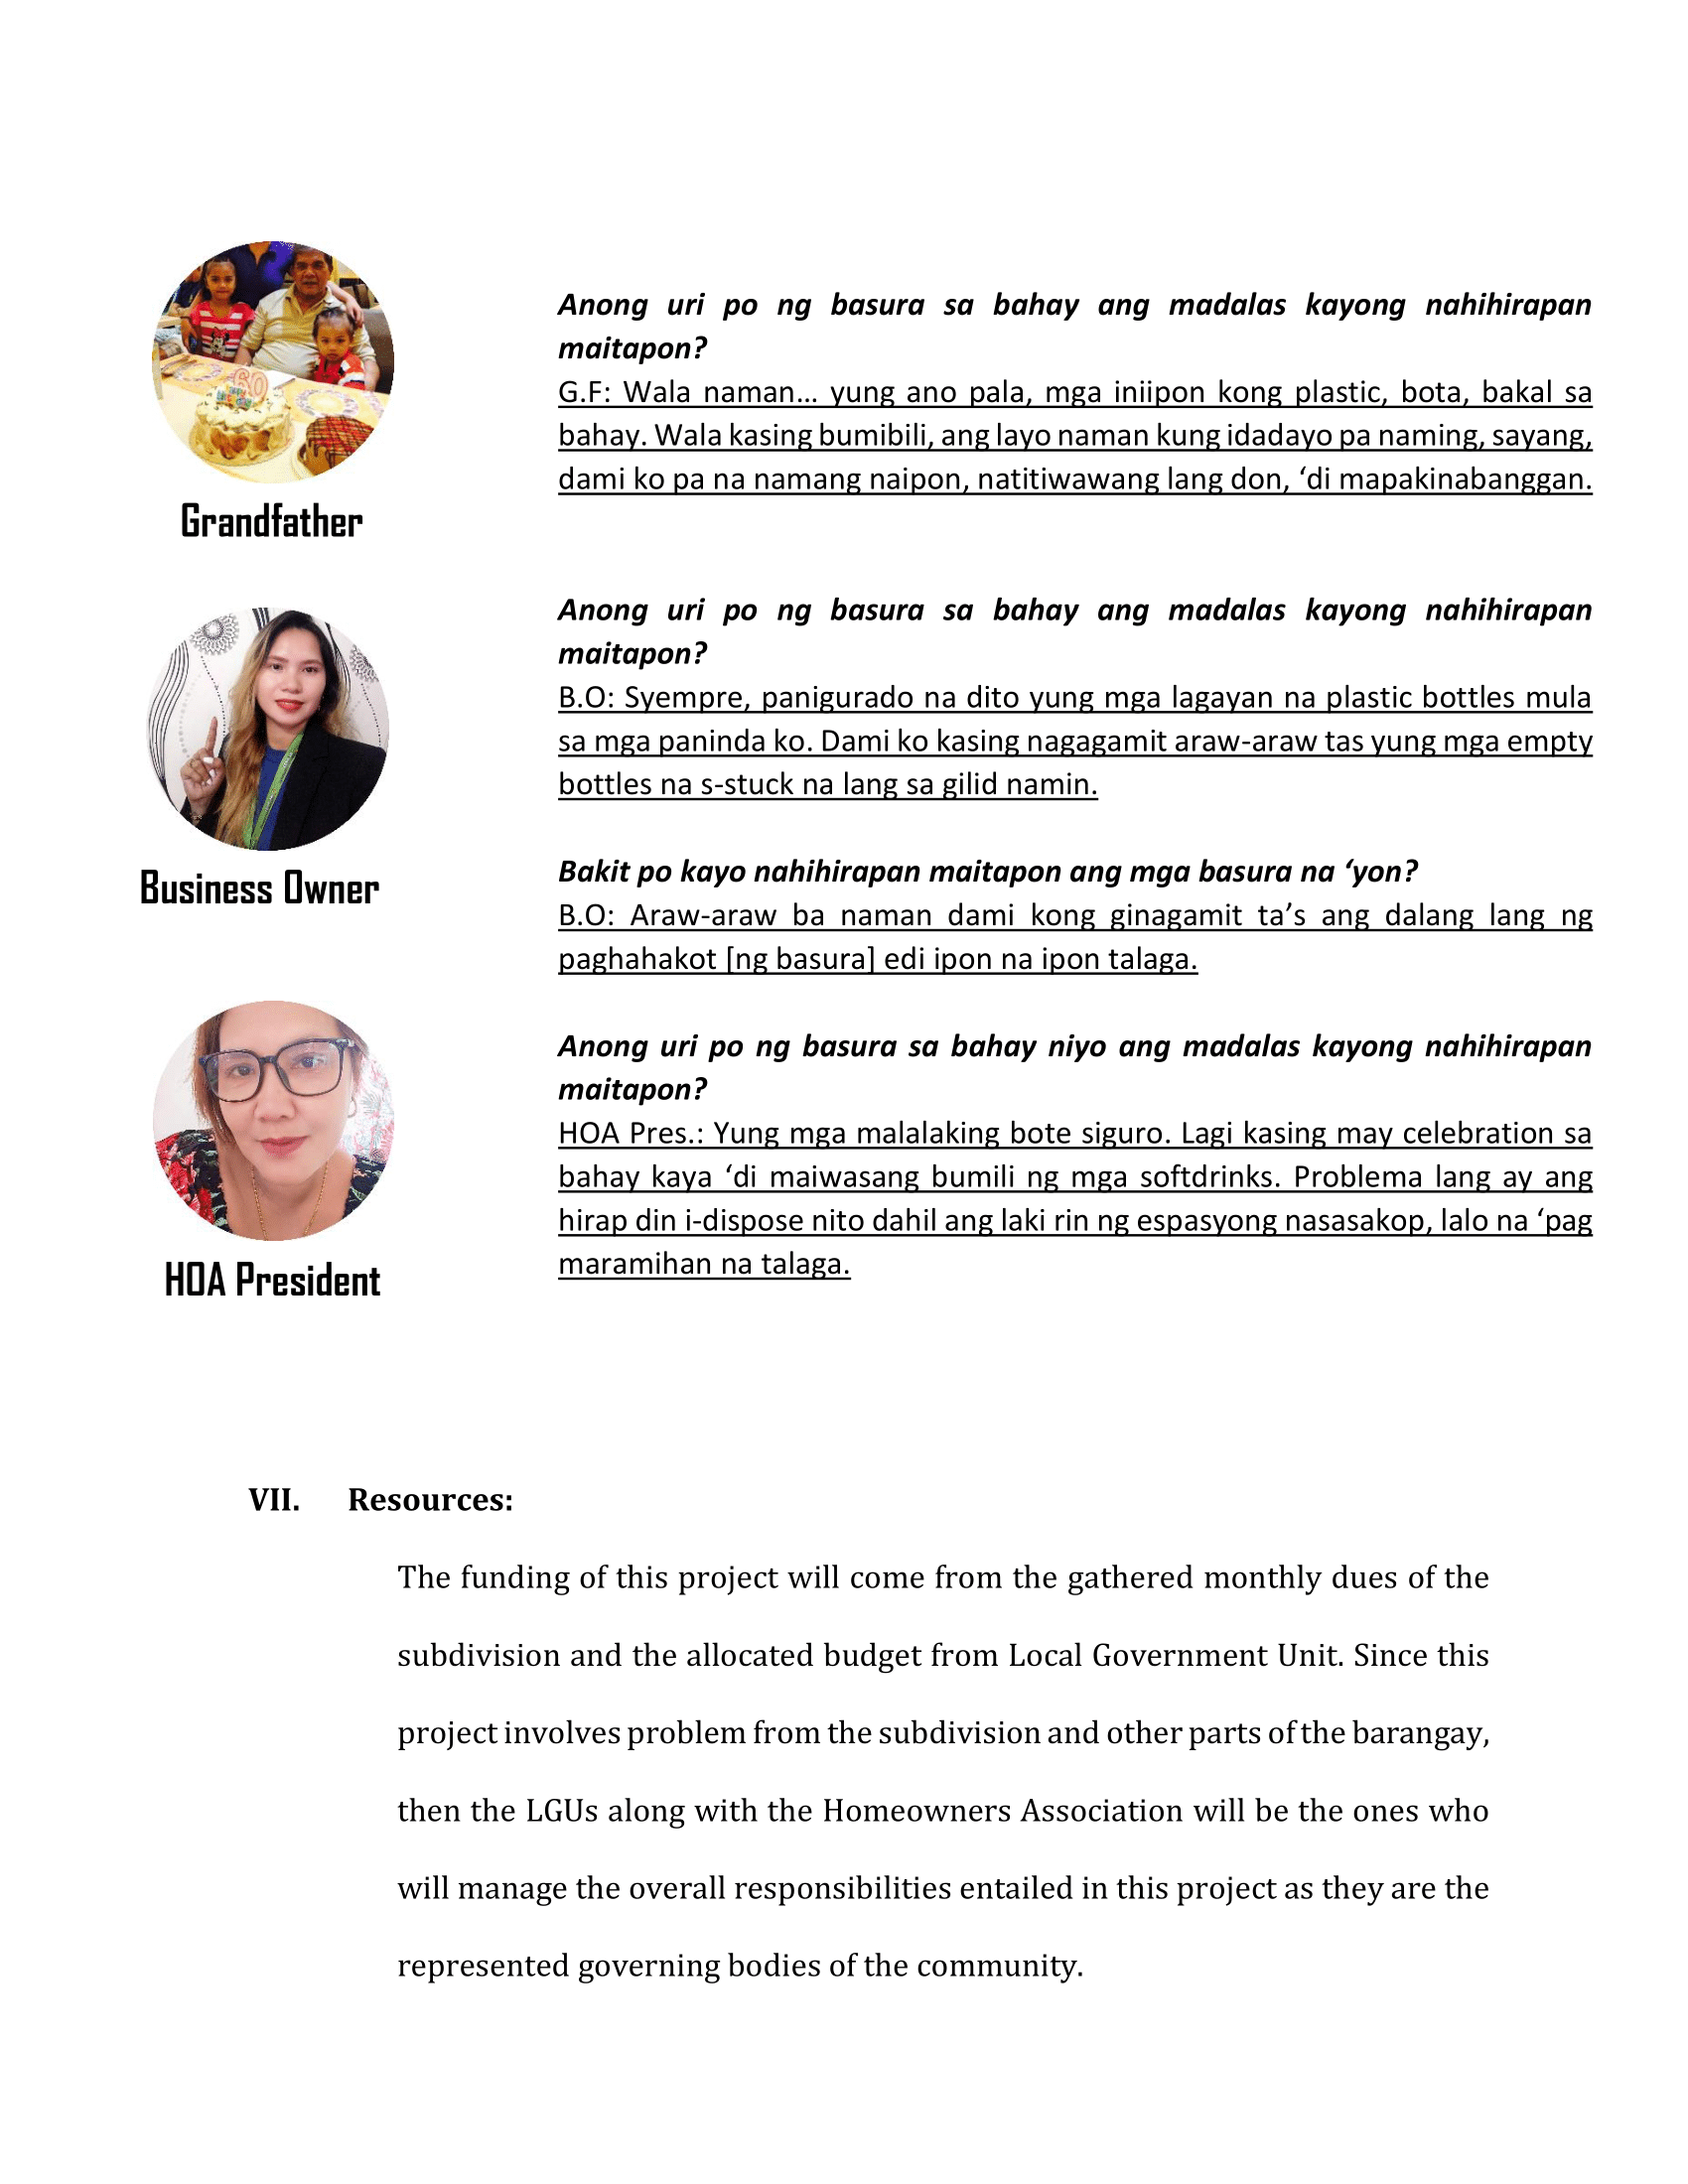 Anong uri po ng basura sa bahay ang madalas kayong nahihirapan
maitapon?
G.F: Wala naman… yung ano pala, mga iniipon kong plastic, bota, bakal sa
bahay. Wala kasing bumibili, ang layo naman kung idadayo pa naming, sayang,
dami ko pa na namang naipon, natitiwawang lang don, ‘di mapakinabanggan.
Grandfather
Anong uri po ng basura sa bahay ang madalas kayong nahihirapan
maitapon?
B.O: Syempre, panigurado na dito yung mga lagayan na plastic bottles mula
sa mga paninda ko. Dami ko kasing nagagamit araw-araw tas yung mga empty
bottles na s-stuck na lang sa gilid namin.
Business Owner
Bakit po kayo nahihirapan maitapon ang mga basura na ‘yon?
B.O: Araw-araw ba naman dami kong ginagamit ta’s ang dalang lang ng
paghahakot [ng basura] edi ipon na ipon talaga.
Anong uri po ng basura sa bahay niyo ang madalas kayong nahihirapan
maitapon?
HOA Pres.: Yung mga malalaking bote siguro. Lagi kasing may celebration sa
bahay kaya ‘di maiwasang bumili ng mga softdrinks. Problema lang ay ang
hirap din i-dispose nito dahil ang laki rin ng espasyong nasasakop, lalo na ‘pag
maramihan na talaga.
HOA President
VII. Resources:
The funding of this project will come from the gathered monthly dues of the
subdivision and the allocated budget from Local Government Unit. Since this
project involves problem from the subdivision and other parts of the barangay,
then the LGUs along with the Homeowners Association will be the ones who
will manage the overall responsibilities entailed in this project as they are the
represented governing bodies of the community.